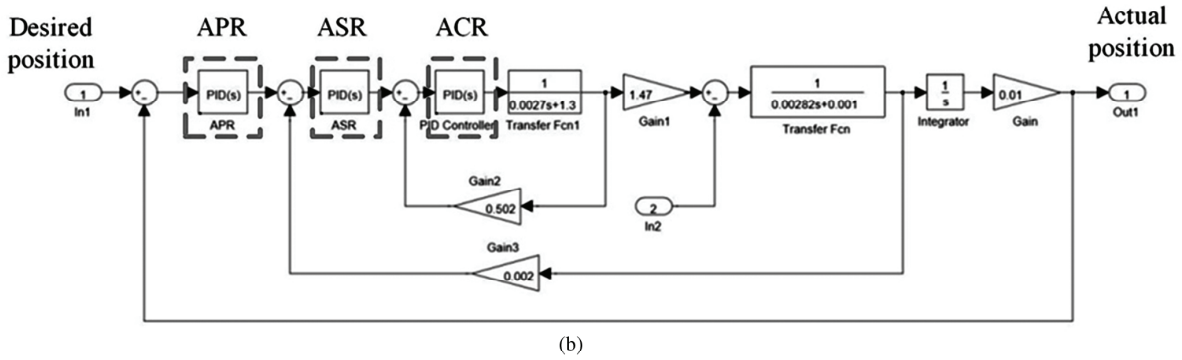 Desired
position
APR
ASR
ACR
Actual
position
1
In1
PID(s)
APR
PID(s)
ASR
PID(s)
PID Controller
1
0.0027s+1.3
Transfer Fcn1
1.47
Gain1
1
0.00282s+0.001
Transfer Fcn
1
s
Integrator
0.01
Gain
1
Out1
Gain2
0.502
2
In2
Gain3
0.002
(b)